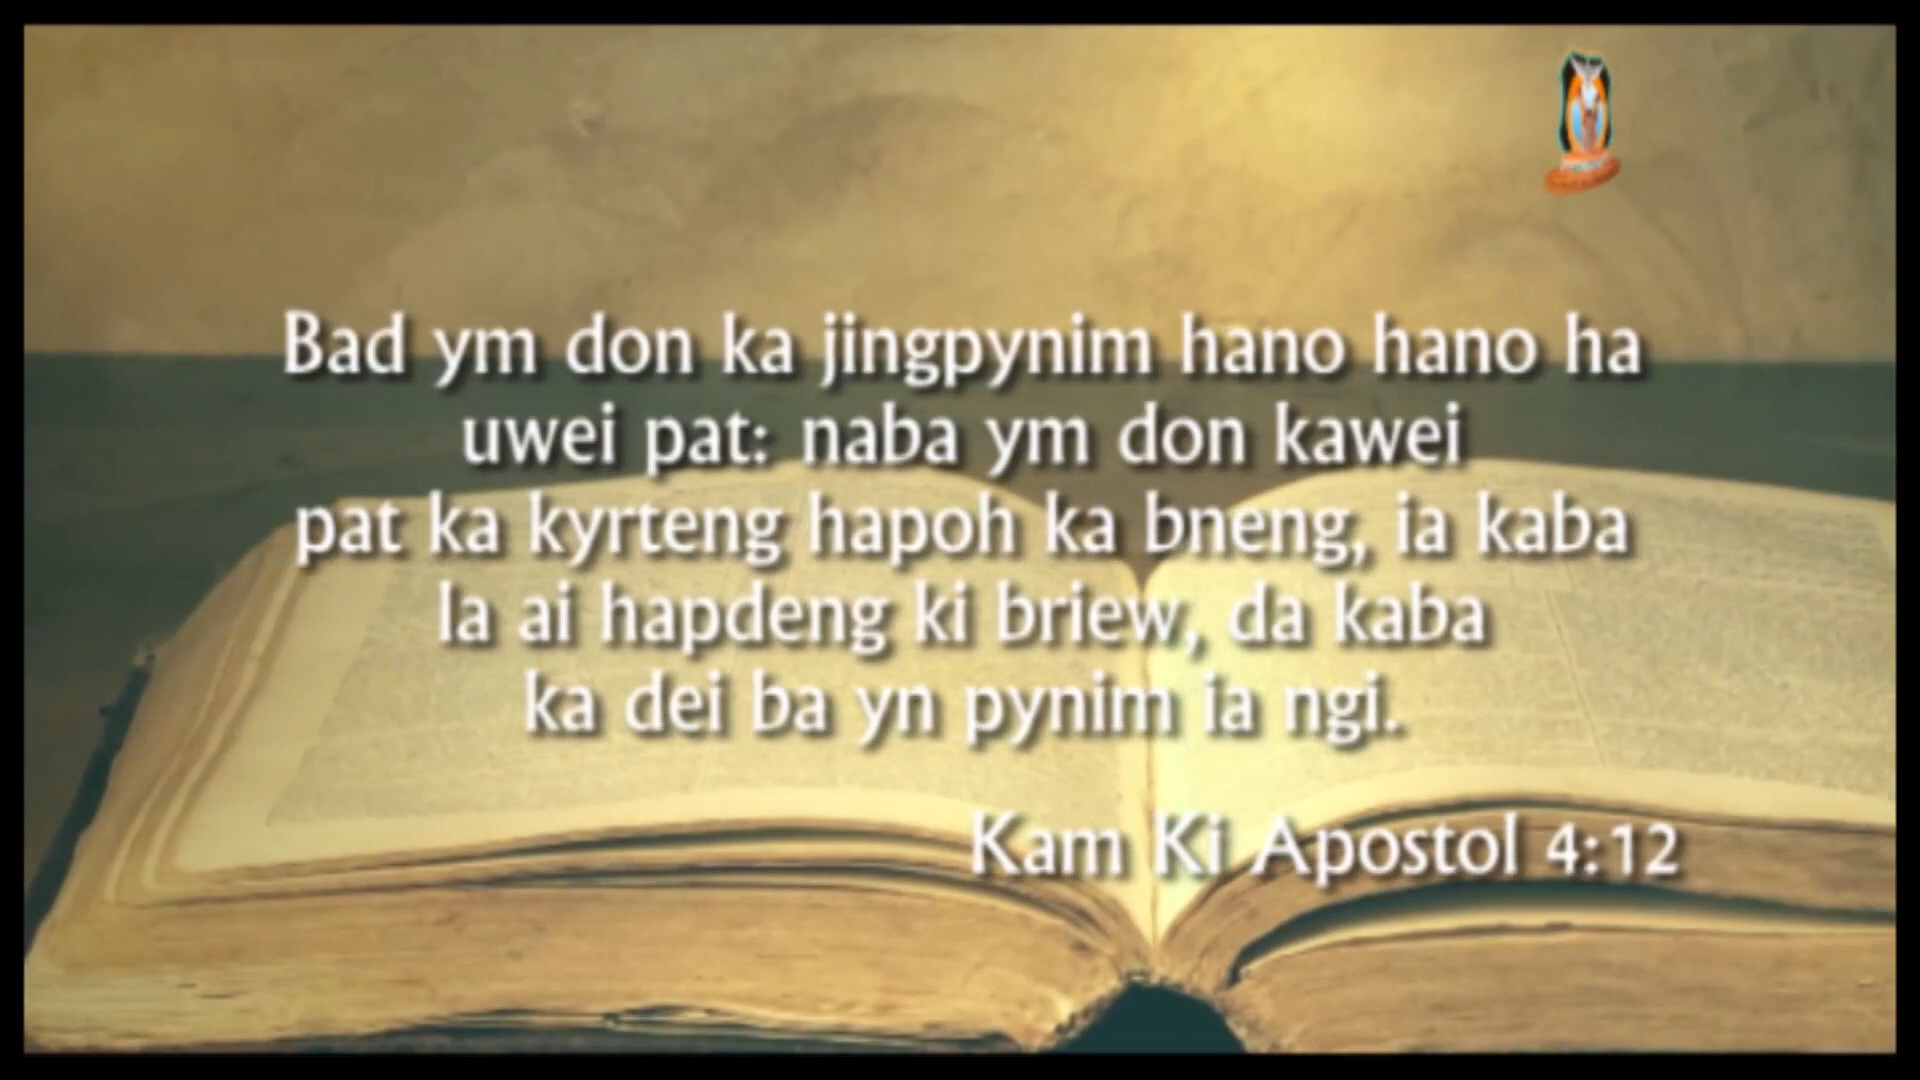 Bad ym don ka jingpynim hano hano ha
uwei pat: naba ym don kawei
pat ka kyrteng hapoh ka bneng, ia kaba
la ai hapdeng ki briew, da kaba
ka dei ba yn pynim ia ngi.
Kam Ki Apostol 4:12